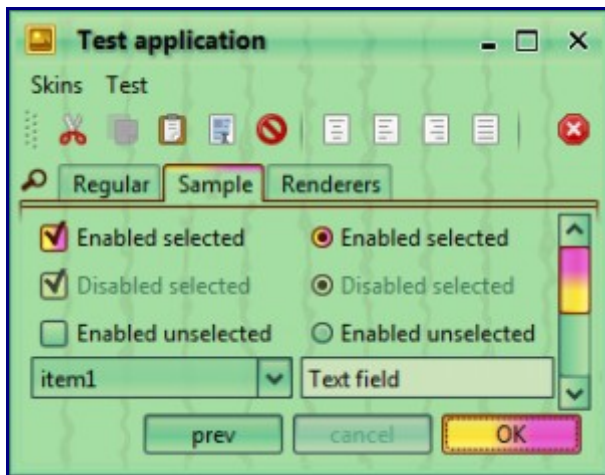 Test application
Skins Test
Regular Sample Renderers
Enabled selected Enabled selected
Disabled selected Disabled selected
Enabled unselected Enabled unselected
item1 Text field
prev cancel OK